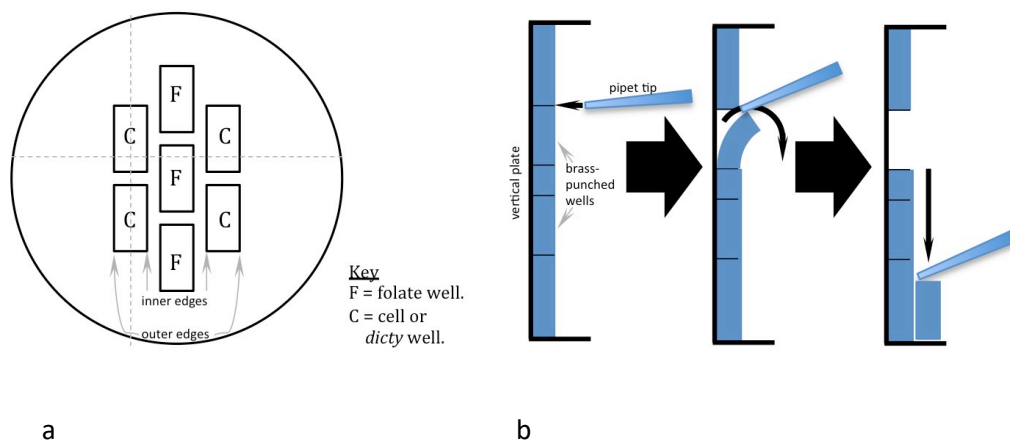 F
C
C
F
C
C
F
inner edges
outer edges
Key
F = folate well.
C = cell or
dicty well.
a
vertical plate
pipet tip
brass-
punched
wells
b